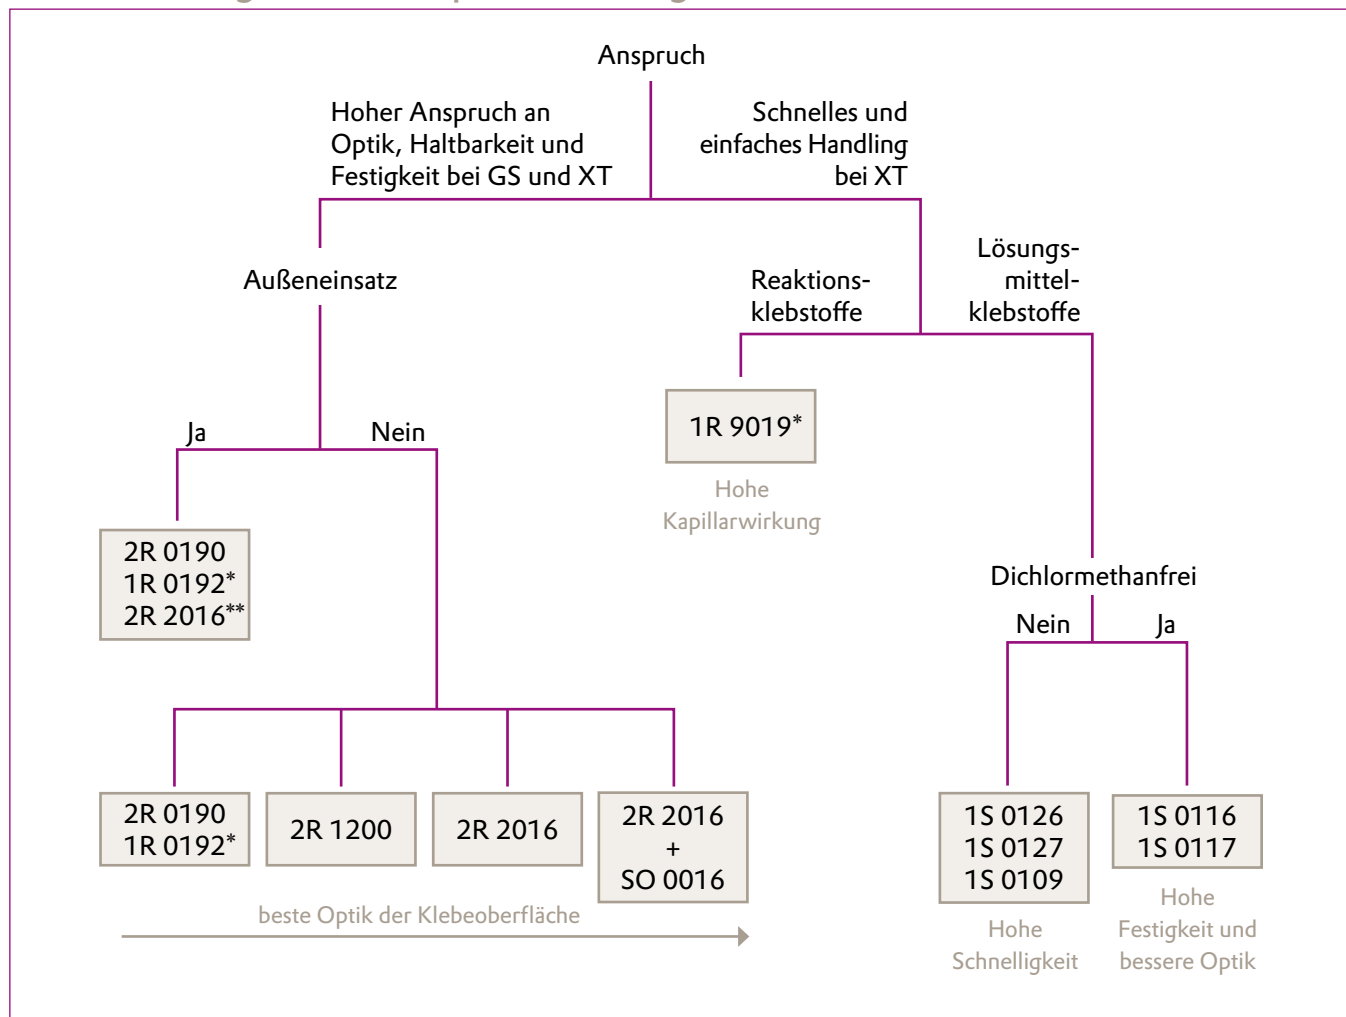 Anspruch
Hoher Anspruch an
Optik, Haltbarkeit und
Festigkeit bei GS und XT
Schnelles und
einfaches Handling
bei XT
Außeneinsatz
Reaktions-
klebstoffe
Lösungs-
mittel-
klebstoffe
Ja
Nein
1R 9019*
Hohe
Kapillarwirkung
2R 0190
1R 0192*
2R 2016**
Dichlormethanfrei
Nein
Ja
2R 0190
1R 0192*
2R 1200
2R 2016
2R 2016
+
SO 0016
beste Optik der Klebeoberfläche
1S 0126
1S 0127
1S 0109
Hohe
Schnelligkeit
1S 0116
1S 0117
Hohe
Festigkeit und
bessere Optik